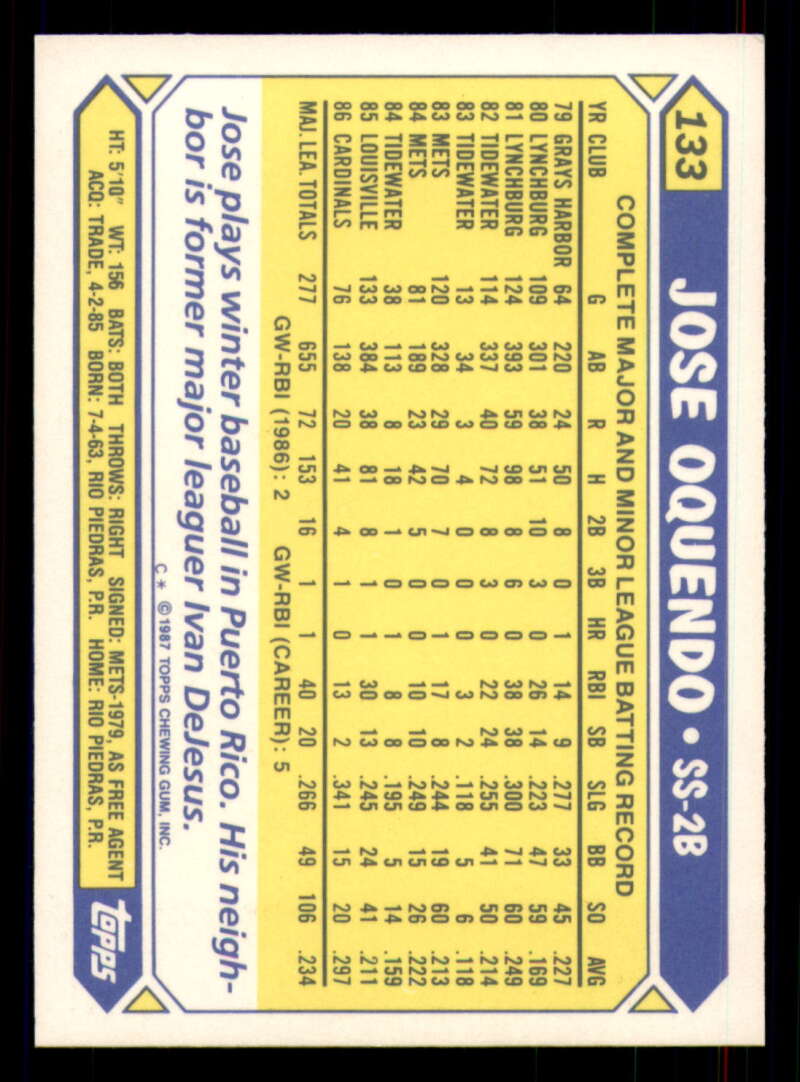 133 JOSE OQUENDO • SS-2B
COMPLETE MAJOR AND MINOR LEAGUE BATTING RECORD
YR CLUB G AB R H 2B 3B HR RBI SB SLG BB SO AVG
79 GRAYS HARBOR 64 220 24 50 8 0 1 14 9 .277 33 45 .227
80 LYNCHBURG 109 301 38 51 10 3 0 26 14 .223 47 59 .169
81 LYNCHBURG 124 393 59 98 8 6 0 38 38 .300 71 60 .249
82 TIDEWATER 114 337 40 72 8 3 0 22 24 .255 41 50 .214
83 TIDEWATER 13 34 3 4 0 0 0 3 2 .118 5 6 .118
83 METS 120 328 29 70 7 0 1 17 8 .244 19 60 .213
84 METS 81 189 23 42 5 0 0 10 10 .249 15 26 .222
84 TIDEWATER 38 113 8 18 1 0 1 8 8 .195 5 14 .159
85 LOUISVILLE 133 384 38 81 8 1 1 30 13 .245 24 41 .211
86 CARDINALS 76 138 20 41 4 1 0 13 2 .341 15 20 .297
MAJ. LEA. TOTALS 277 655 72 153 16 1 1 40 20 .266 49 106 .234
GW-RBI (1986): 2 GW-RBI (CAREER): 5
Jose plays winter baseball in Puerto Rico. His neigh-
bor is former major leaguer Ivan DeJesus.
C* ©1987 TOPPS CHEWING GUM, INC.
HT: 5'10" WT: 156 BATS: BOTH THROWS: RIGHT SIGNED: METS-1979, AS FREE AGENT
ACQ: TRADE, 4-2-85 BORN: 7-4-63, RIO PIEDRAS, P.R. HOME: RIO PIEDRAS, P.R.
topps